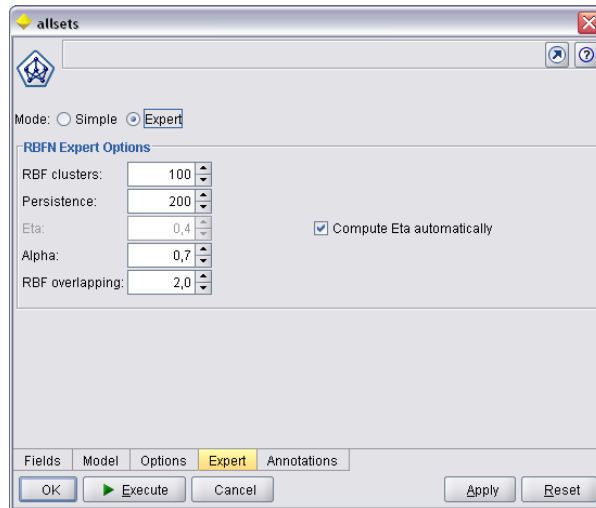 allsets
Mode: Simple Expert
RBFN Expert Options
RBF clusters: 100
Persistence: 200
Eta: 0,4 Compute Eta automatically
Alpha: 0,7
RBF overlapping: 2,0
Fields Model Options Expert Annotations
OK Execute Cancel Apply Reset